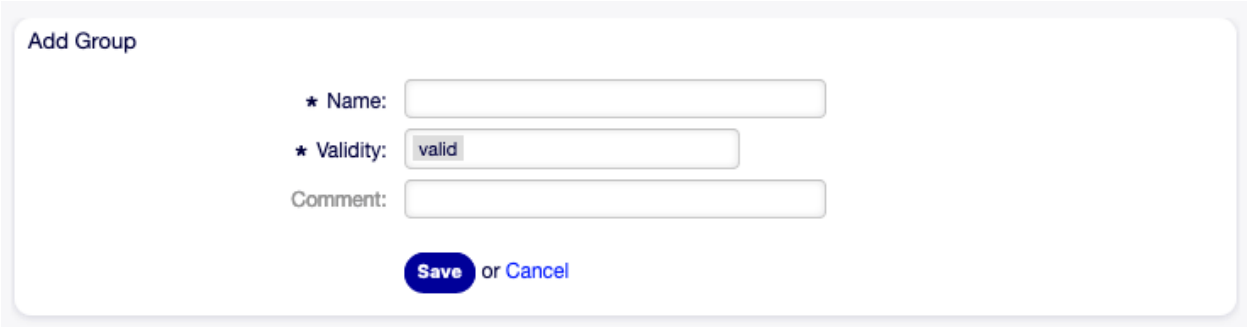 Add Group
* Name:
* Validity: valid
Comment:
Save or Cancel